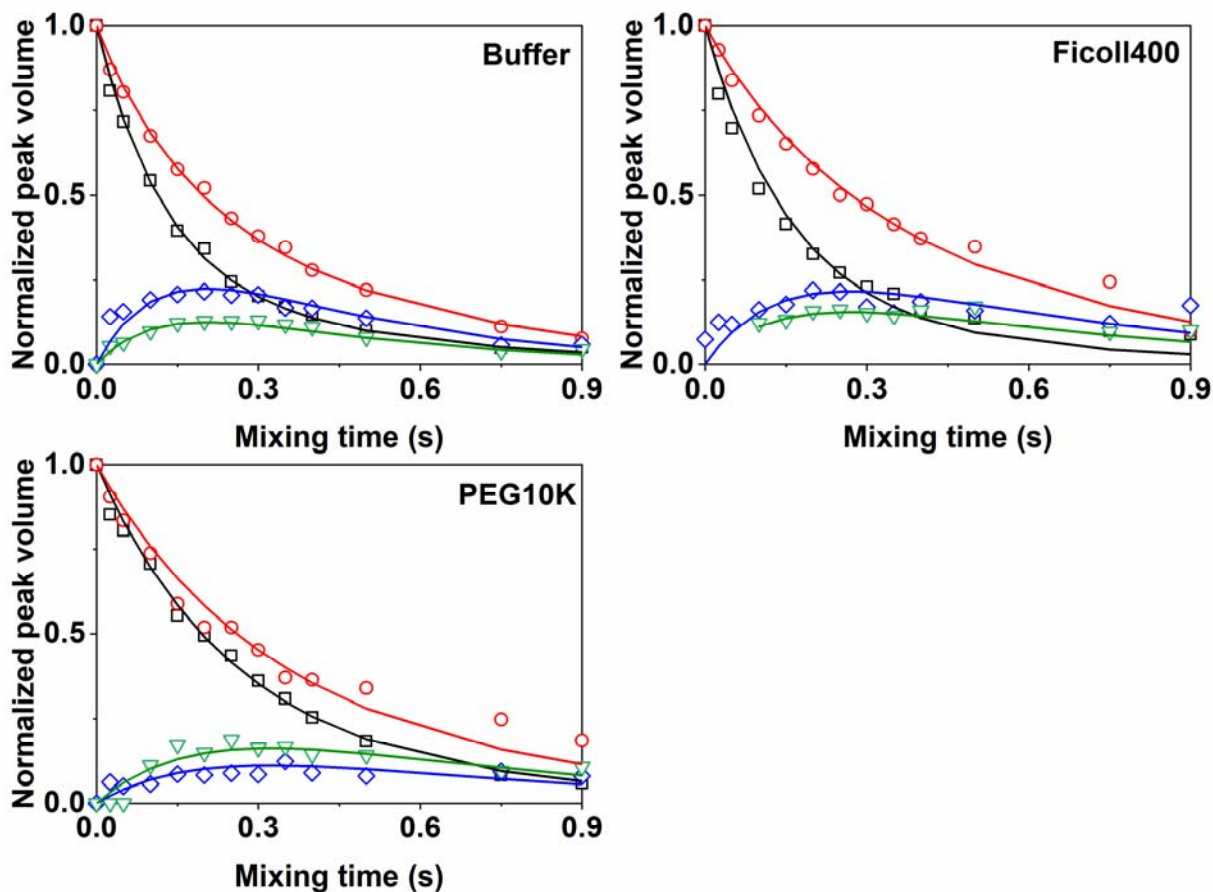 Normalized peak volume
1.0
0.5
0.0
Buffer
0.0 0.3 0.6 0.9
Mixing time (s)
Normalized peak volume
1.0
0.5
0.0
Ficoll400
0.0 0.3 0.6 0.9
Mixing time (s)
Normalized peak volume
1.0
0.5
0.0
PEG10K
0.0 0.3 0.6 0.9
Mixing time (s)